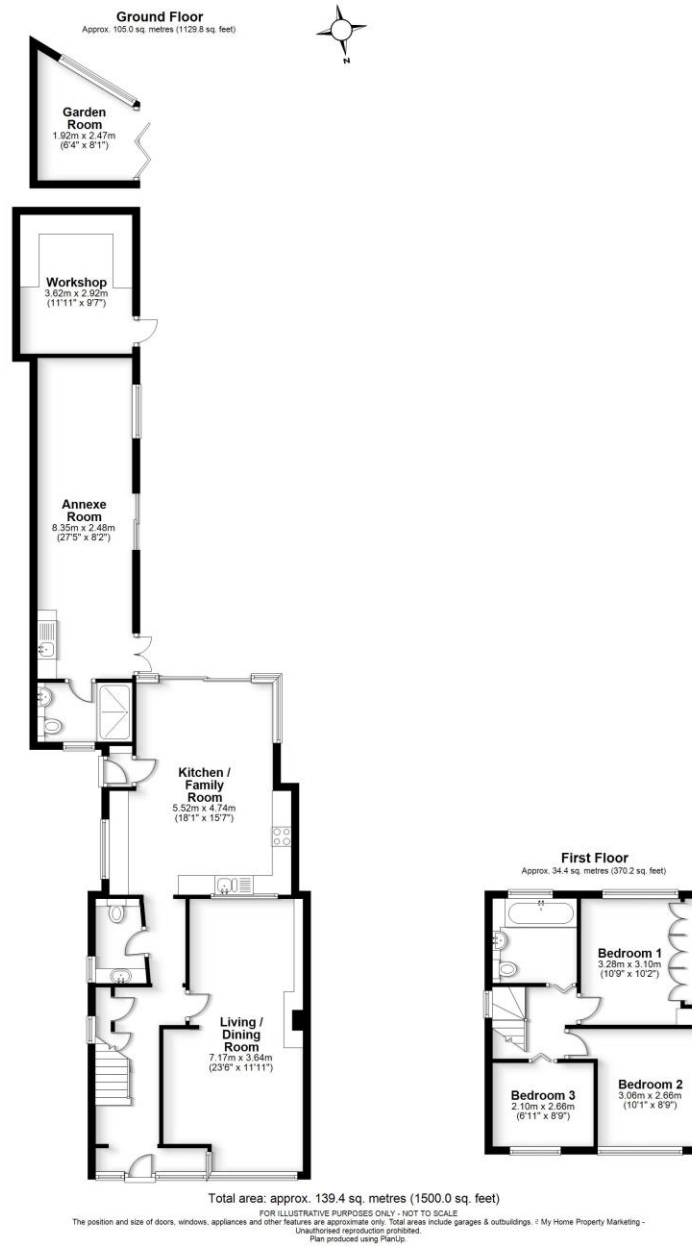 Ground Floor
Approx. 105.0 sq. metres (1129.8 sq. feet)
N
Garden
Room
1.92m x 2.47m
(6'4" x 8'1")
Workshop
3.62m x 2.92m
(11'11" x 9'7")
Annexe
Room
8.35m x 2.48m
(27'5" x 8'2")
Kitchen /
Family
Room
5.52m x 4.74m
(18'1" x 15'7")
Living /
Dining
Room
7.17m x 3.64m
(23'6" x 11'11")
First Floor
Approx. 34.4 sq. metres (370.2 sq. feet)
Bedroom 1
3.28m x 3.10m
(10'9" x 10'2")
Bedroom 2
3.06m x 2.66m
(10'1" x 8'9")
Bedroom 3
2.10m x 2.66m
(6'11" x 8'9")
Total area: approx. 139.4 sq. metres (1500.0 sq. feet)
FOR ILLUSTRATIVE PURPOSES ONLY - NOT TO SCALE
The position and size of doors, windows, appliances and other features are approximate only. Total areas include garages & outbuildings. My Home Property Marketing -
Unauthorised reproduction prohibited.
Plan produced using PlanUp.